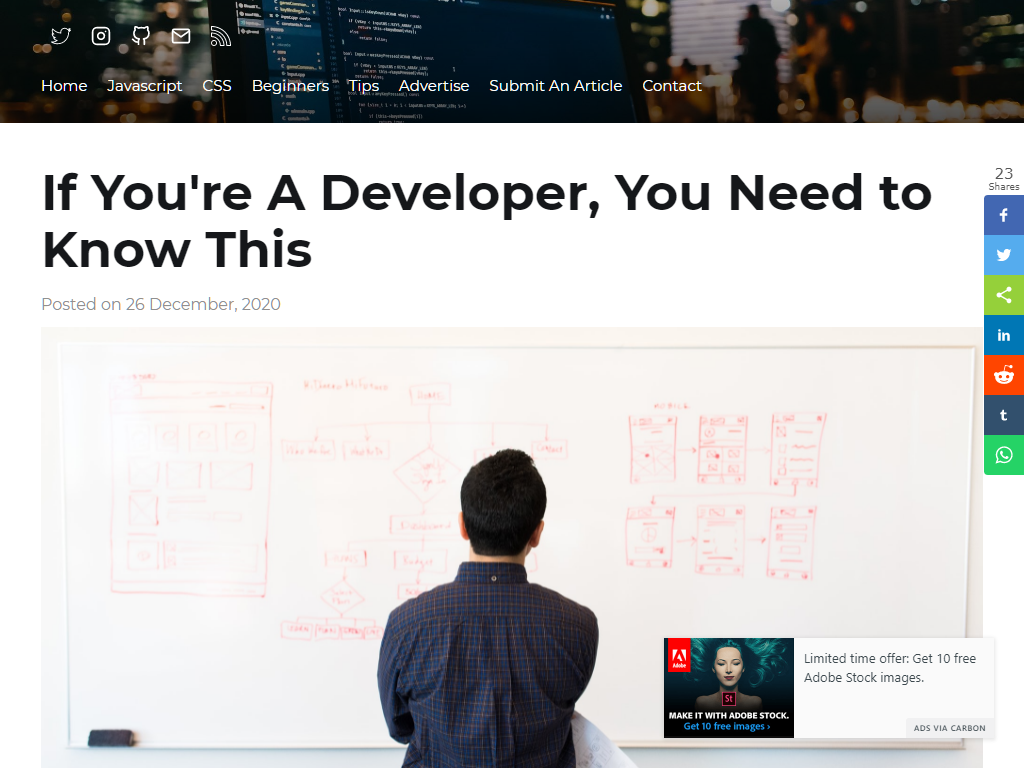 Home Javascript CSS Beginners Tips Advertise Submit An Article Contact
If You're A Developer, You Need to
Know This
Posted on 26 December, 2020
23
Shares
Adobe
St
MAKE IT WITH ADOBE STOCK.
Get 10 free images ›
Limited time offer: Get 10 free
Adobe Stock images.
ADS VIA CARBON